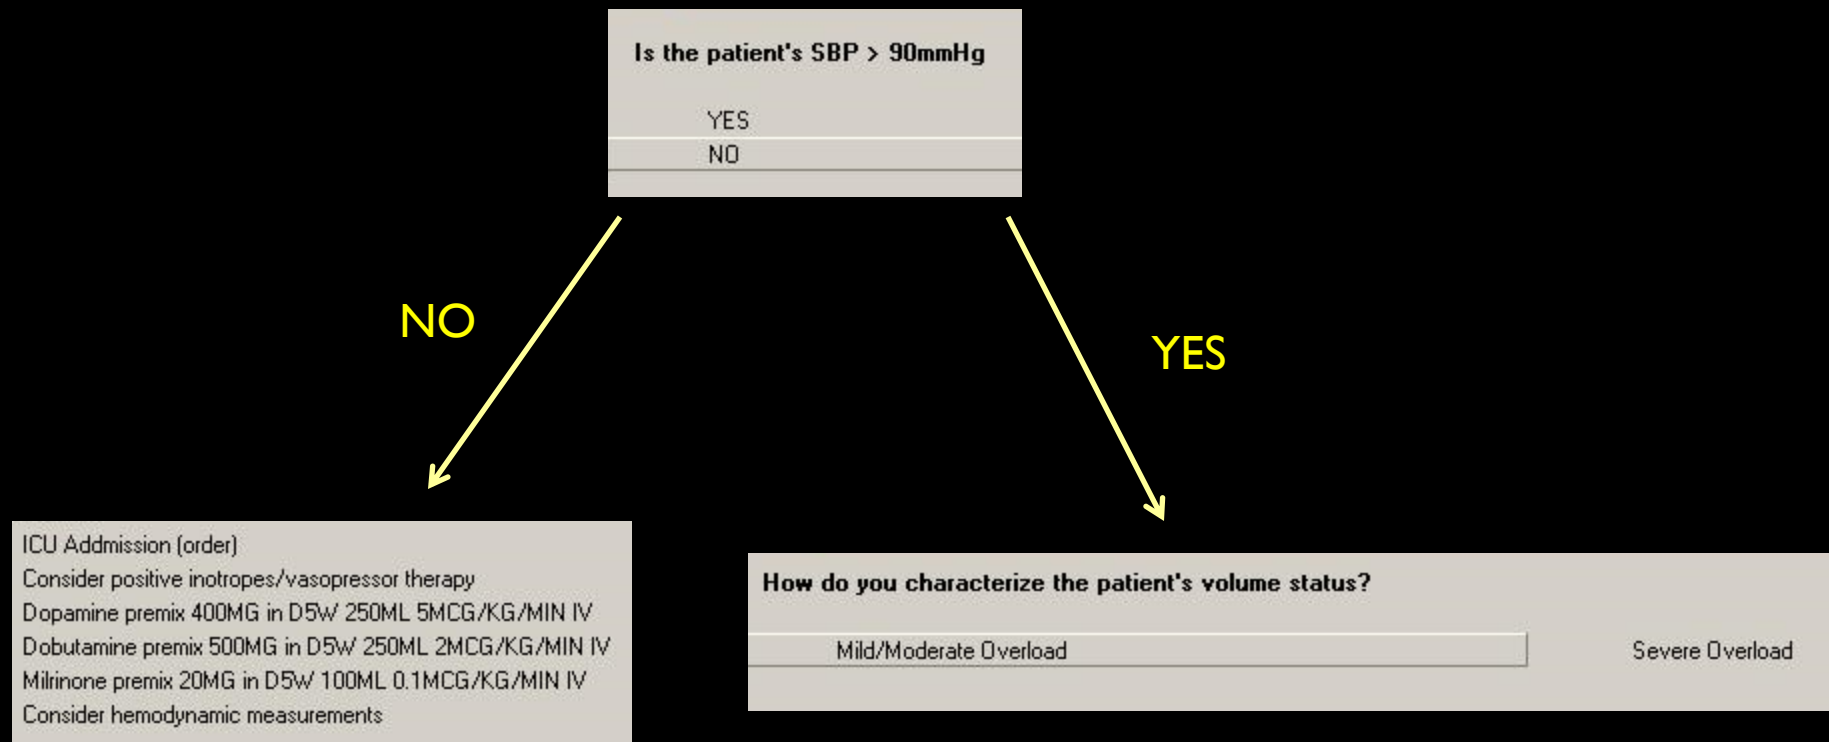 Is the patient's SBP > 90mmHg
YES
NO
NO
YES
ICU Addmission (order)
Consider positive inotropes/vasopressor therapy
Dopamine premix 400MG in D5W 250ML 5MCG/KG/MIN IV
Dobutamine premix 500MG in D5W 250ML 2MCG/KG/MIN IV
Milrinone premix 20MG in D5W 100ML 0.1MCG/KG/MIN IV
Consider hemodynamic measurements
How do you characterize the patient's volume status?
Mild/Moderate Overload Severe Overload